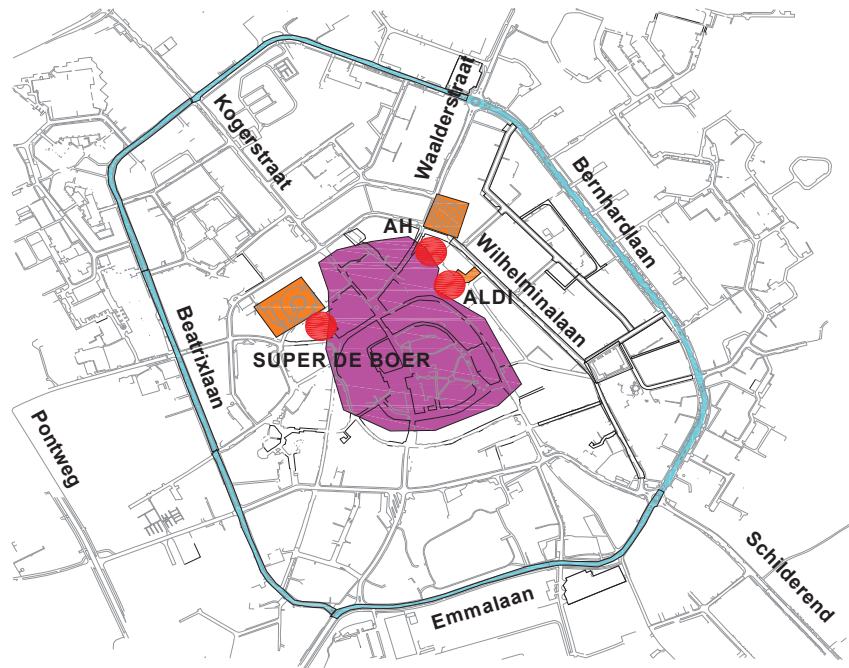 Waalderstraat
Kogerstraat
Bernhardlaan
AH
Wilhelminalaan
ALDI
Beatrixlaan
SUPER DE BOER
Pontweg
Schilderend
Emmalaan